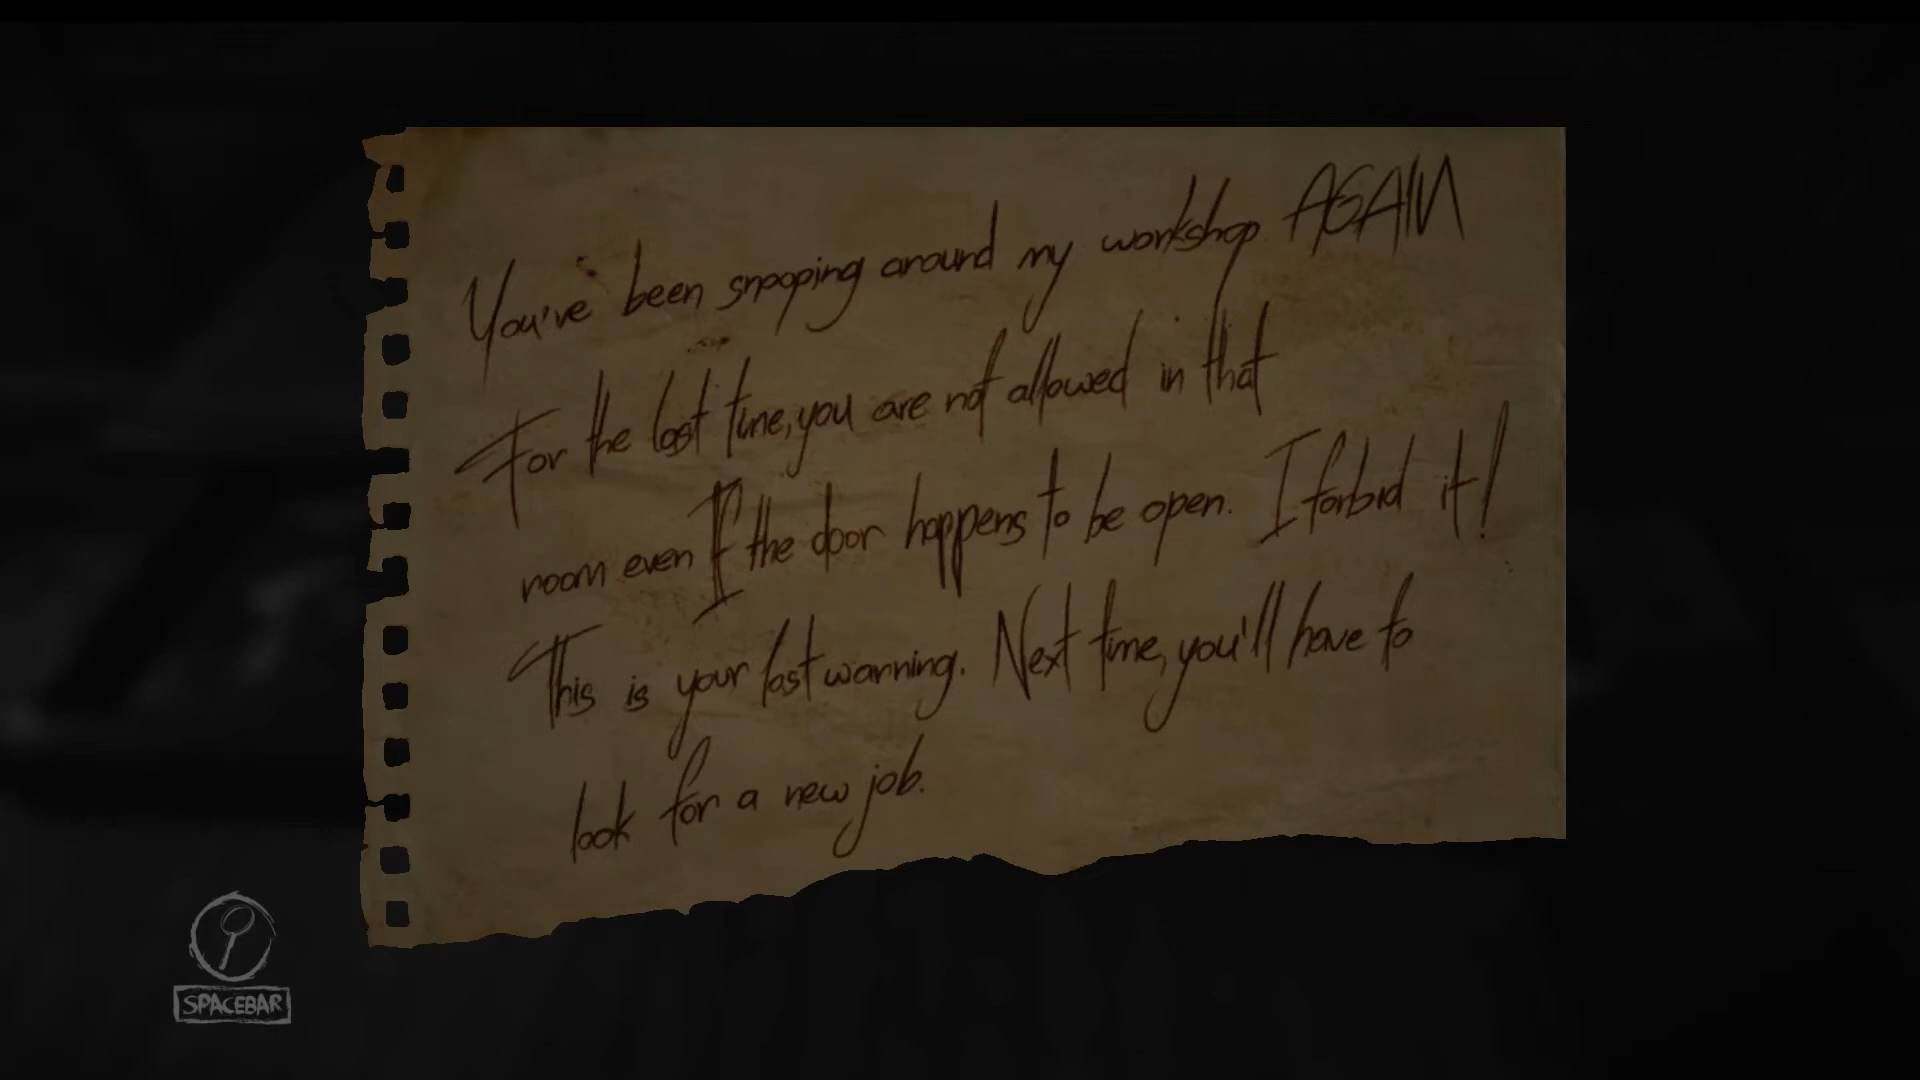 You've been snooping around my workshop AGAIN
For the last time, you are not allowed in that
room even If the door happens to be open. I forbid it!
This is your last warning. Next time, you'll have to
look for a new job.
SPACEBAR